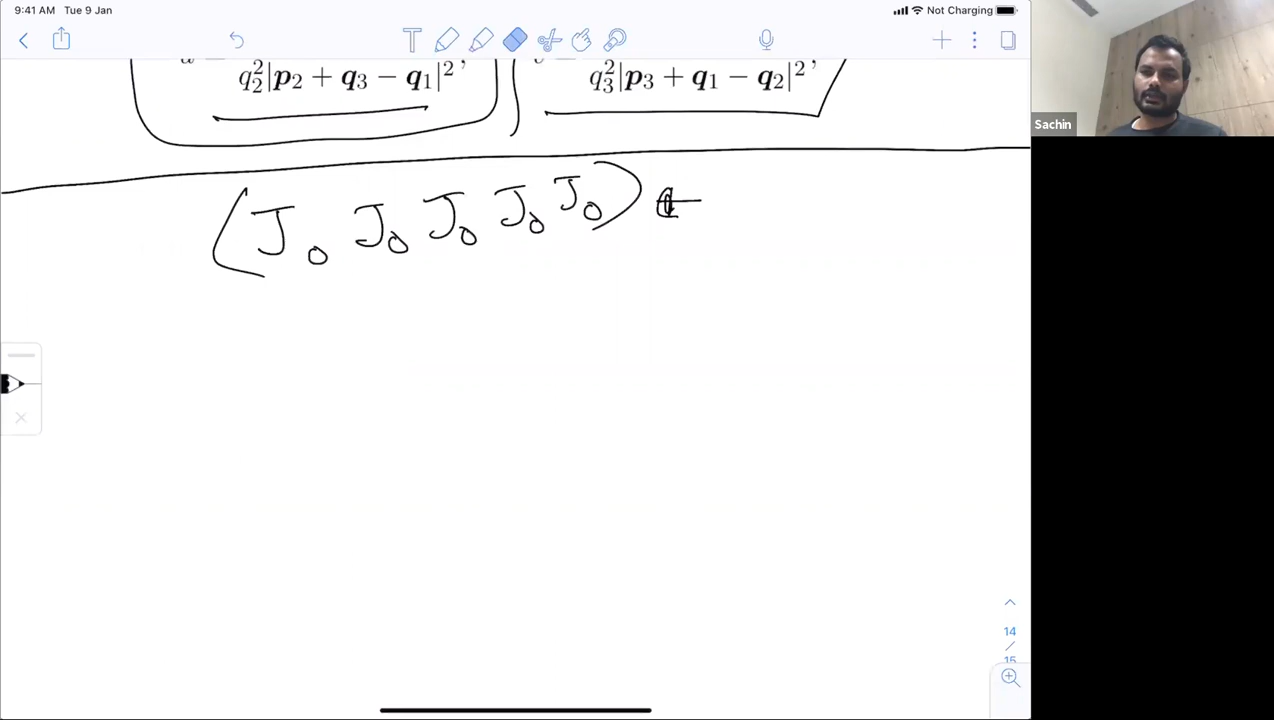 9:41 AM Tue 9 Jan
Not Charging
T
q₂²|p₂ + q₃ − q₁|²,
q₃²|p₃ + q₁ − q₂|²,
Sachin
(J₀ J₀ J₀ J₀ J₀)
14
/
15